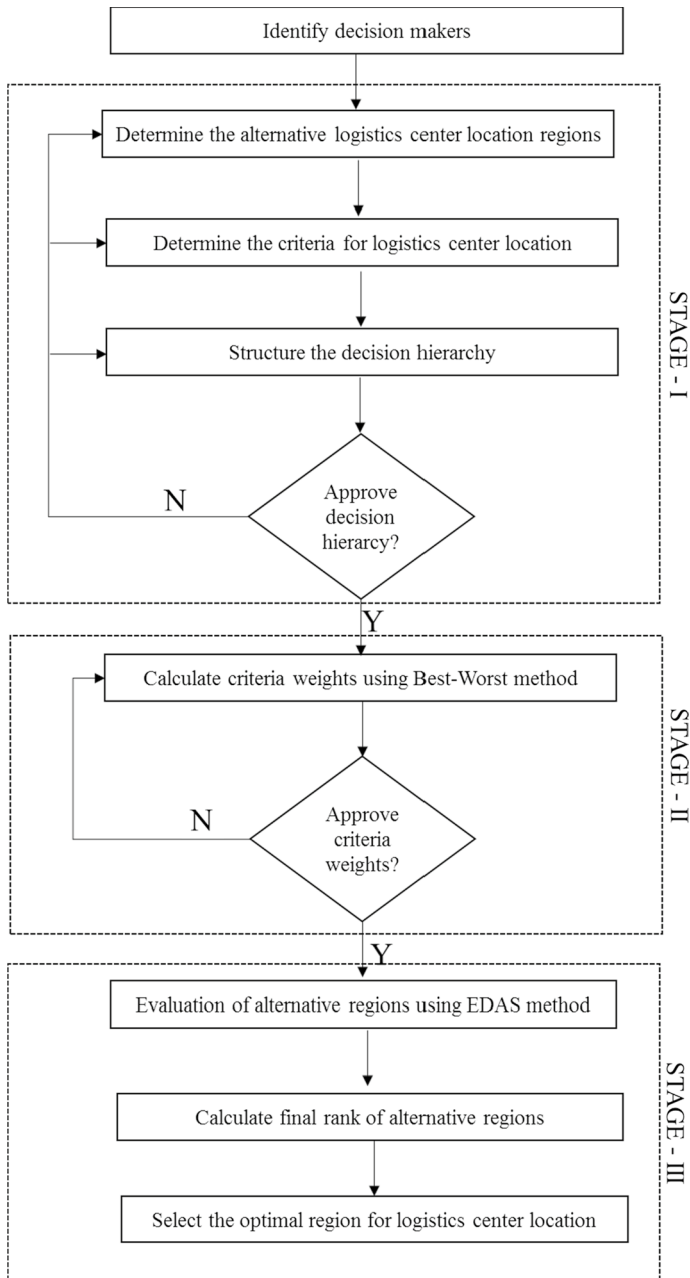 Identify decision makers
Determine the alternative logistics center location regions
Determine the criteria for logistics center location
Structure the decision hierarchy
Approve
decision
hierarcy?
N
Y
STAGE - I
Calculate criteria weights using Best-Worst method
Approve
criteria
weights?
N
Y
STAGE - II
Evaluation of alternative regions using EDAS method
Calculate final rank of alternative regions
Select the optimal region for logistics center location
STAGE - III